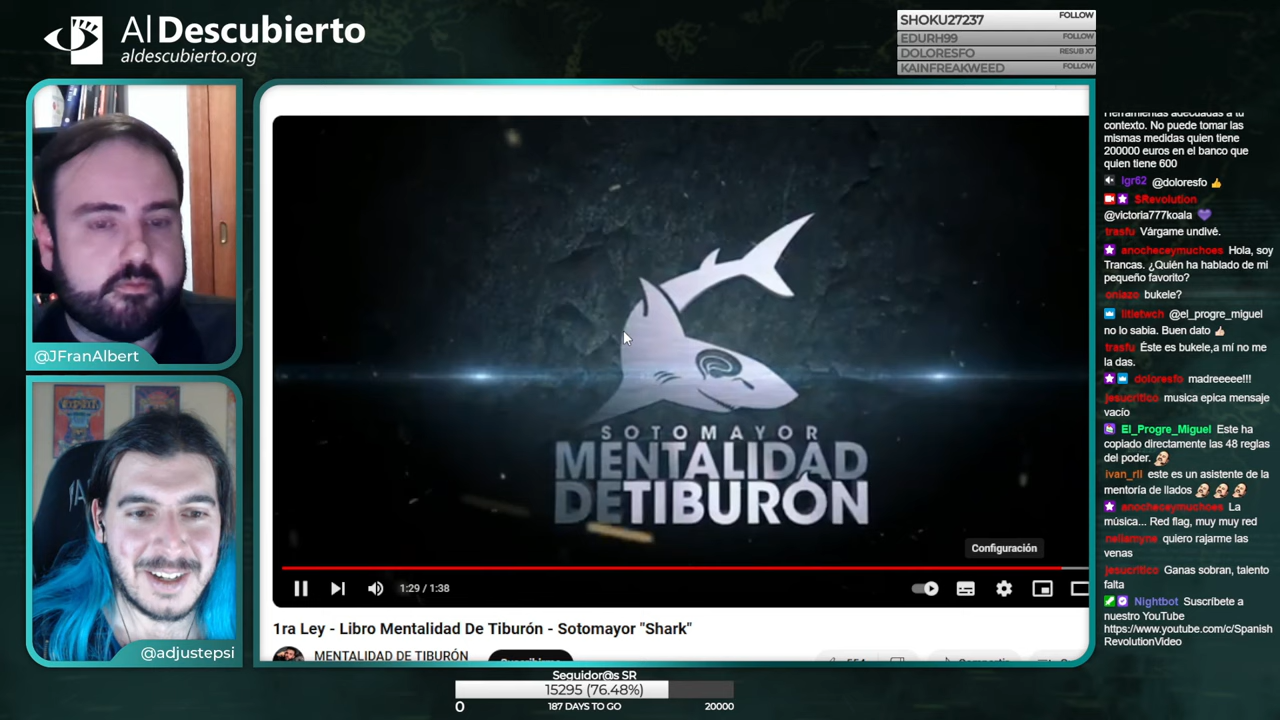 Al Descubierto
aldescubierto.org
SHOKU27237 FOLLOW
EDURH99 FOLLOW
DOLORESFO RESUB X7
KAINFREAKWEED FOLLOW
@JFranAlbert
@adjustepsi
SOTOMAYOR
MENTALIDAD
DETIBURÓN
Configuración
1:29 / 1:38
1ra Ley - Libro Mentalidad De Tiburón - Sotomayor "Shark"
MENTALIDAD DE TIBURÓN
Seguidor@s SR
15295 (76.48%)
0 187 DAYS TO GO 20000
Herramientas adecuadas a tu
contexto. No puede tomar las
mismas medidas quien tiene
200000 euros en el banco que
quien tiene 600
lgr62 @doloresfo
SRevolution
@victoria777koala
trasfu Várgame undivé.
anocheceymuchoes Hola, soy
Trancas. ¿Quién ha hablado de mi
pequeño favorito?
oniazo bukele?
litletwch @el_progre_miguel
no lo sabia. Buen dato
trasfu Éste es bukele,a mí no me
la das.
doloresfo madreeeee!!!
jesucritico musica epica mensaje
vacío
El_Progre_Miguel Este ha
copiado directamente las 48 reglas
del poder.
ivan_rll este es un asistente de la
mentoría de llados
anocheceymuchoes La
música... Red flag, muy muy red
nellamyne quiero rajarme las
venas
jesucritico Ganas sobran, talento
falta
Nightbot Suscríbete a
nuestro YouTube
https://www.youtube.com/c/Spanish
RevolutionVideo